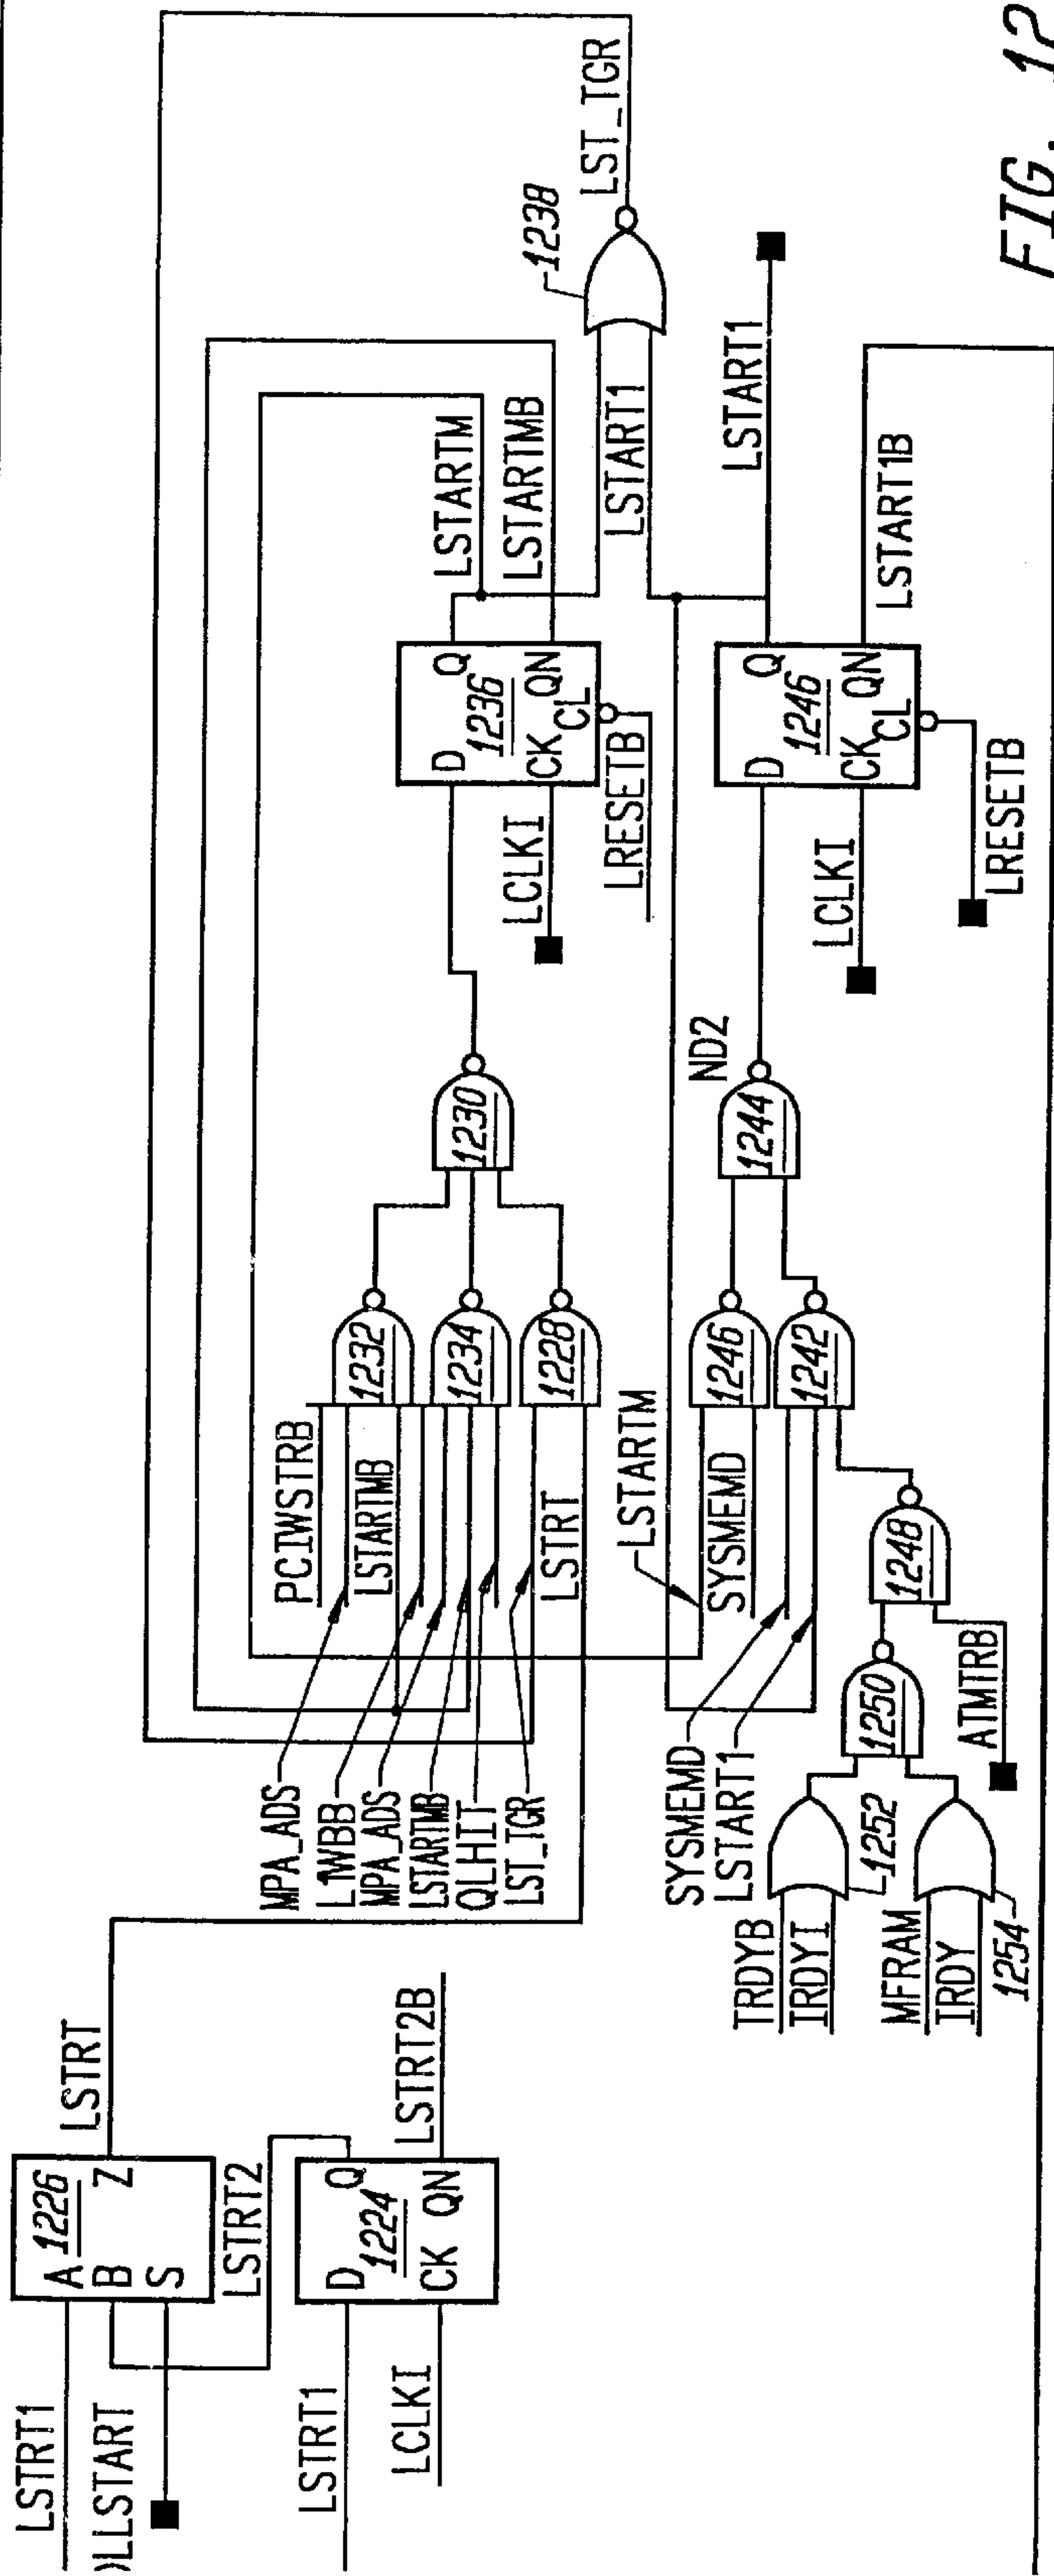 LSTRT1
LLSTART
A
B
S
1226
Z
LSTRT
LSTRT2
LSTRT1
LCLKI
D
Q
1224
CK
QN
LSTRT2B
MPA_ADS
L1WBB
MPA_ADS
LSTARTMB
QLHIT
LST_TGR
PCIWSTRB
LSTARTMB
LSTRT
1232
1234
1228
1230
D
Q
1236
CK
QN
CL
LCLKI
LRESETB
LSTARTM
LSTARTMB
LSTART1
1238
LST_TGR
TRDYB
IRDYI
MFRAM
IRDY
1252
1254
1250
ATMTRB
1248
SYSMEMD
LSTART1
LSTARTM
SYSMEMD
1246
1242
1244
ND2
D
Q
1246
CK
QN
CL
LCLKI
LRESETB
LSTART1
LSTART1B
FIG. 12